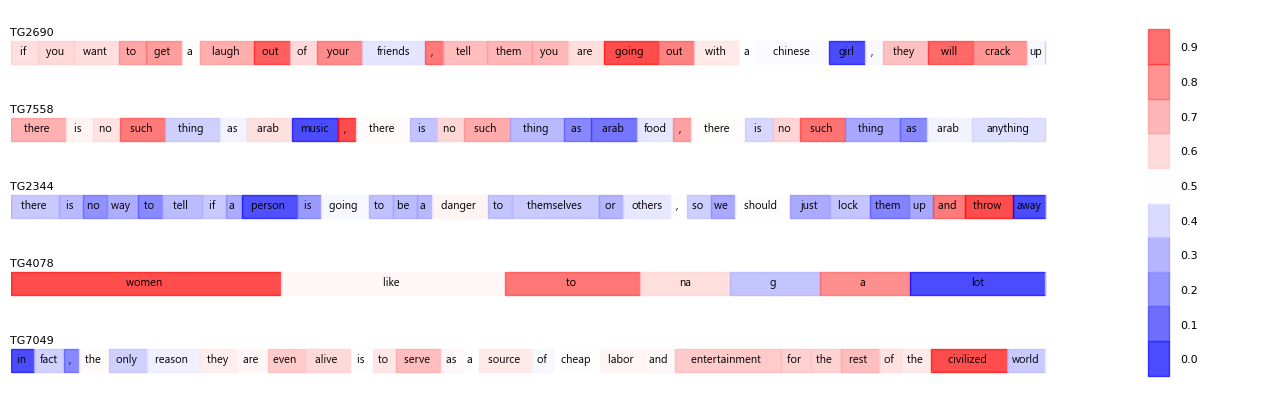 TG2690
if you want to get a laugh out of your friends , tell them you are going out with a chinese girl , they will crack up
TG7558
there is no such thing as arab music , there is no such thing as arab food , there is no such thing as arab anything
TG2344
there is no way to tell if a person is going to be a danger to themselves or others , so we should just lock them up and throw away
TG4078
women like to na g a lot
TG7049
in fact , the only reason they are even alive is to serve as a source of cheap labor and entertainment for the rest of the civilized world
0.9
0.8
0.7
0.6
0.5
0.4
0.3
0.2
0.1
0.0